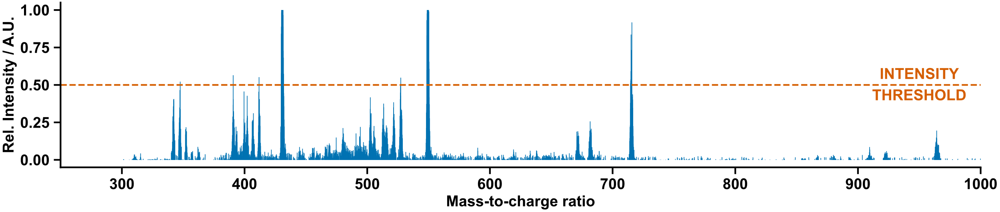 Rel. Intensity / A.U.
1.00
0.75
0.50
0.25
0.00
INTENSITY
THRESHOLD
300 400 500 600 700 800 900 1000
Mass-to-charge ratio